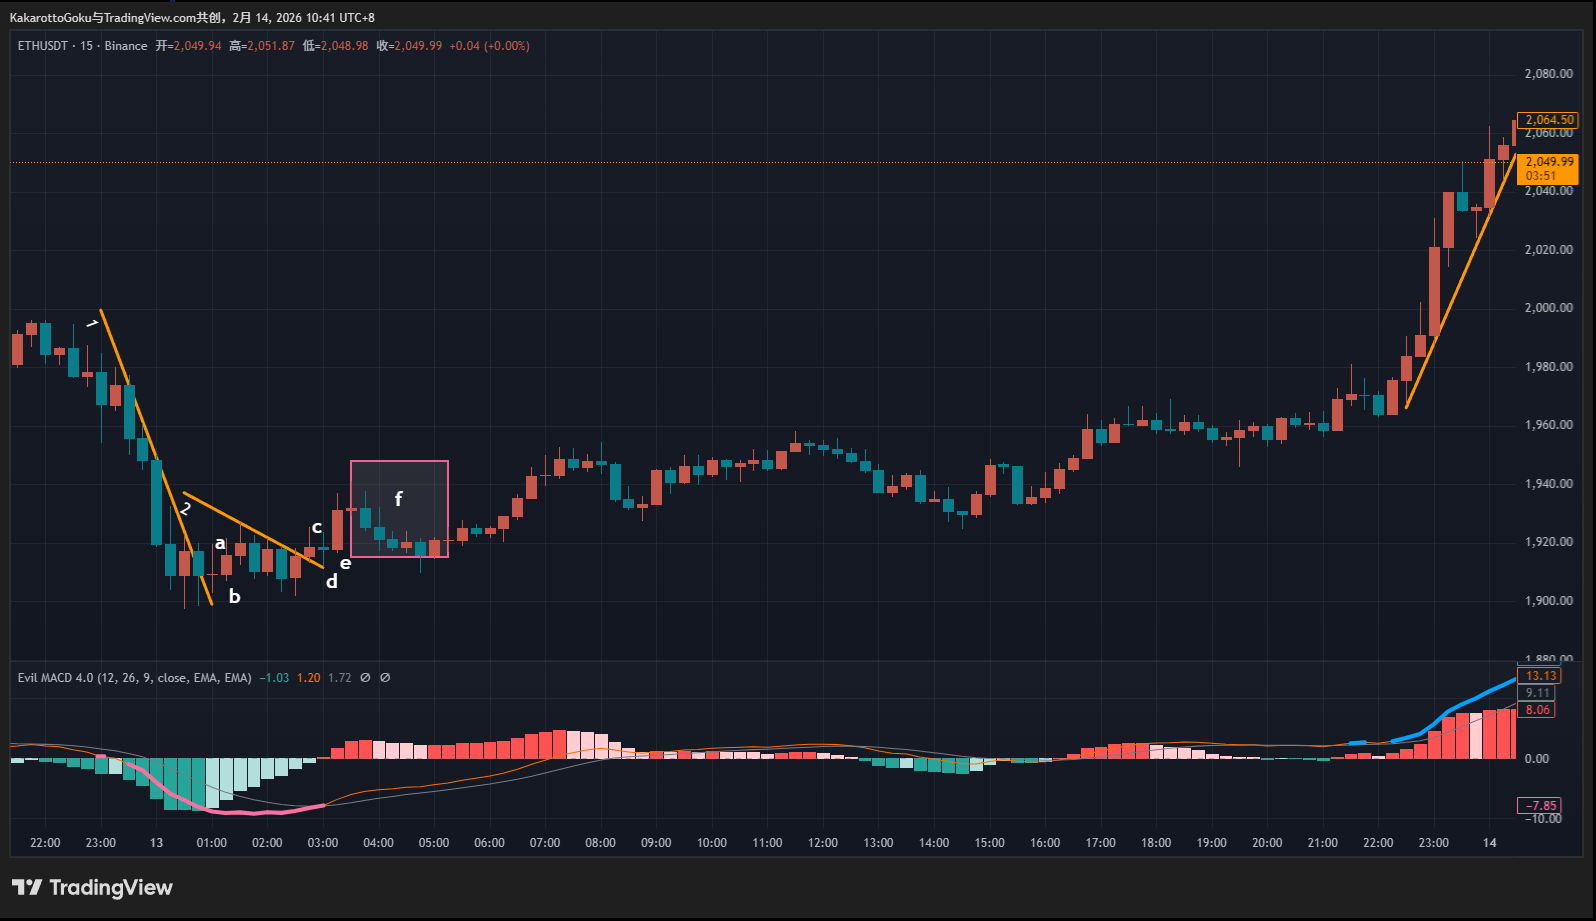 KakarottoGoku与TradingView.com共创，2月 14, 2026 10:41 UTC+8
ETHUSDT · 15 · Binance 开=2,049.94 高=2,051.87 低=2,048.98 收=2,049.99 +0.04 (+0.00%)
2,080.00
2,064.50
2,060.00
2,049.99
03:51
2,040.00
2,020.00
2,000.00
1,980.00
1,960.00
1,940.00
1,920.00
1,900.00
1,880.00
1
2
a
b
c
d
e
f
Evil MACD 4.0 (12, 26, 9, close, EMA, EMA) −1.03 1.20 1.72 ∅ ∅
13.13
9.11
8.06
0.00
−7.85
−10.00
22:00 23:00 13 01:00 02:00 03:00 04:00 05:00 06:00 07:00 08:00 09:00 10:00 11:00 12:00 13:00 14:00 15:00 16:00 17:00 18:00 19:00 20:00 21:00 22:00 23:00 14
TradingView